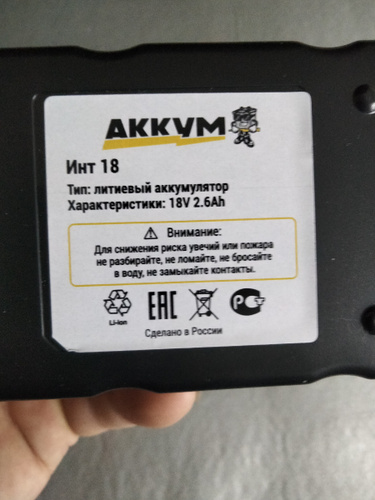 АККУМ
Инт 18
Тип: литиевый аккумулятор
Характеристики: 18V 2.6Ah
Внимание:
Для снижения риска увечий или пожара
не разбирайте, не ломайте, не бросайте
в воду, не замыкайте контакты.
Li-ion
ЕАС
РС
Сделано в России